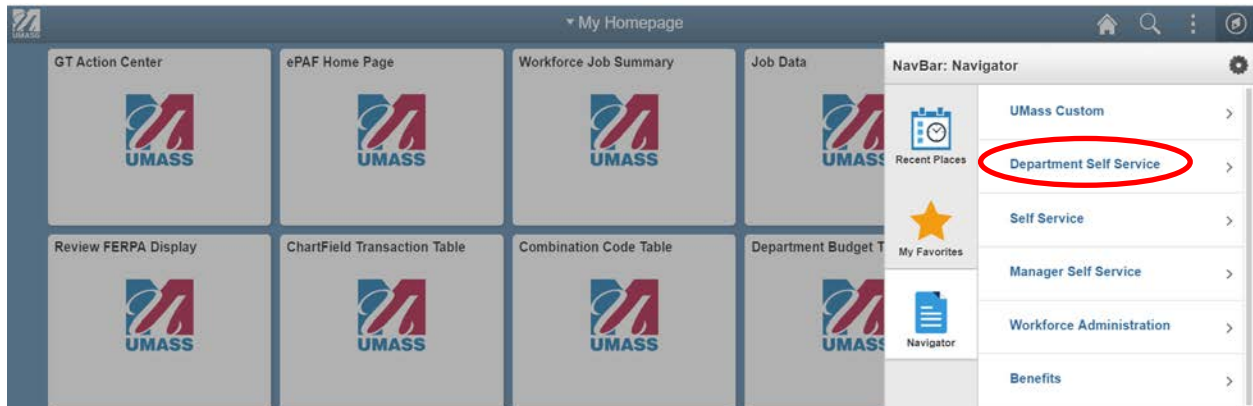 UMASS
My Homepage
GT Action Center
ePAF Home Page
Workforce Job Summary
Job Data
UMASS
UMASS
UMASS
UMASS
Review FERPA Display
ChartField Transaction Table
Combination Code Table
Department Budget T
UMASS
UMASS
UMASS
UMASS
NavBar: Navigator
Recent Places
My Favorites
Navigator
UMass Custom
Department Self Service
Self Service
Manager Self Service
Workforce Administration
Benefits